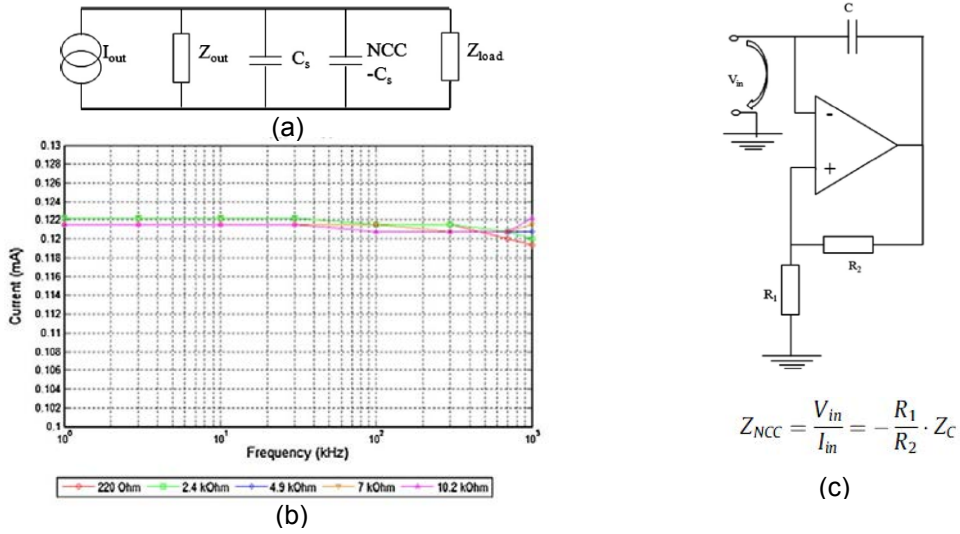 I_out
Z_out
C_s
NCC
-C_s
Z_load
(a)
0.13
0.128
0.126
0.124
0.122
0.12
0.118
0.116
0.114
0.112
0.11
0.108
0.106
0.104
0.102
0.1
10^0
10^1
10^2
10^3
Current (mA)
Frequency (kHz)
220 Ohm 2.4 kOhm 4.9 kOhm 7 kOhm 10.2 kOhm
(b)
C
V_in
-
+
R_2
R_1
Z_NCC = V_in / I_in = - R_1 / R_2 · Z_C
(c)